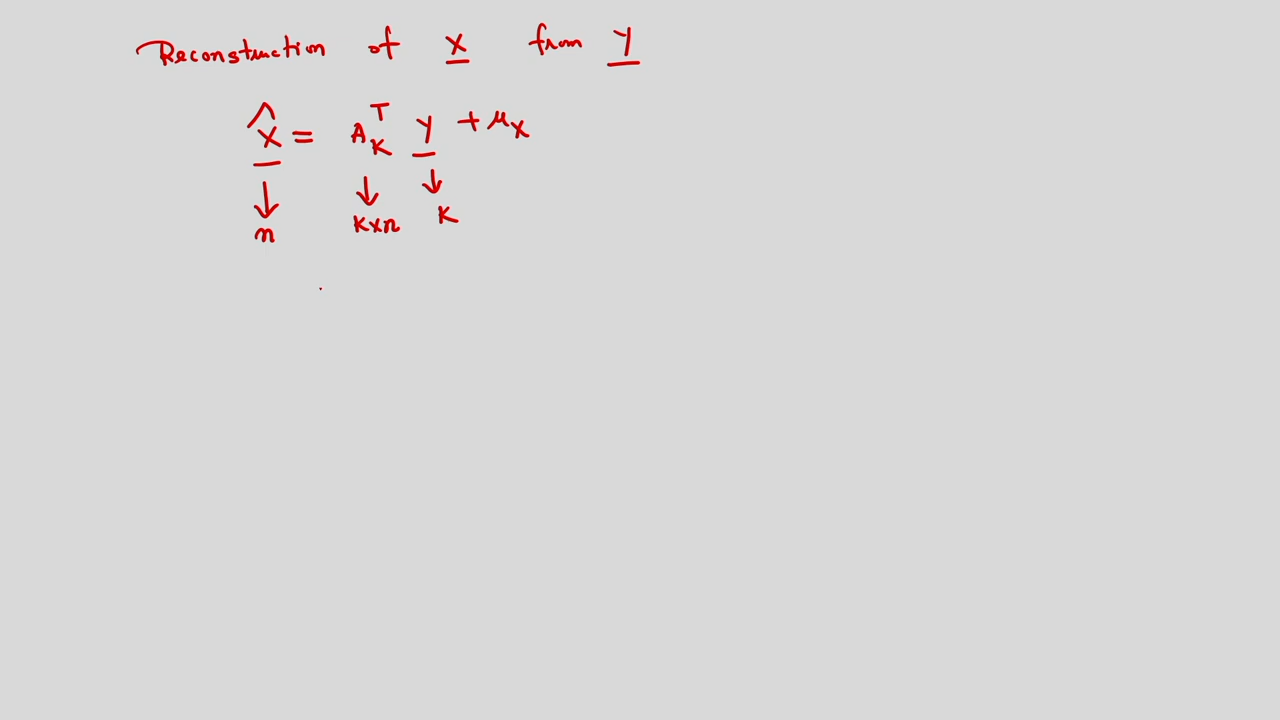 Reconstruction of x from y
x̂ = A_K^T y + μ_x
↓ ↓ ↓
n K×n K